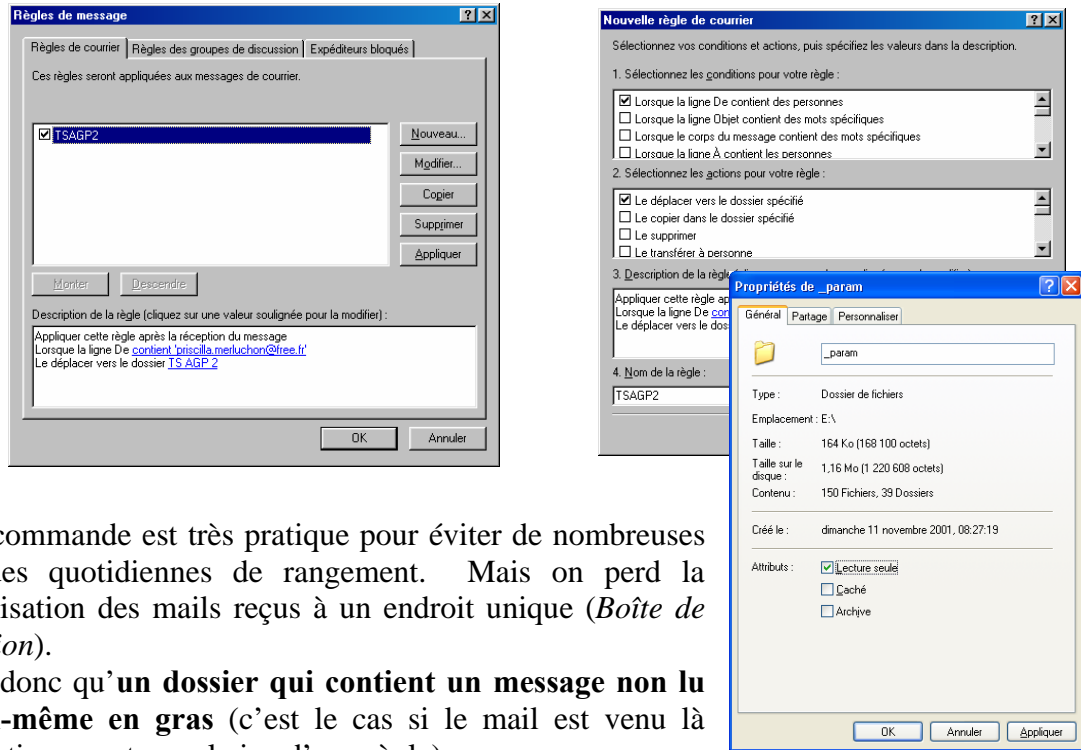 Règles de message
Règles de courrier Règles des groupes de discussion Expéditeurs bloqués
Ces règles seront appliquées aux messages de courrier.
TSAGP2
Nouveau...
Modifier...
Copier
Supprimer
Appliquer
Monter Descendre
Description de la règle (cliquez sur une valeur soulignée pour la modifier) :
Appliquer cette règle après la réception du message
Lorsque la ligne De contient 'priscilla.merluchon@free.fr'
Le déplacer vers le dossier TS AGP 2
OK Annuler
Nouvelle règle de courrier
Sélectionnez vos conditions et actions, puis spécifiez les valeurs dans la description.
1. Sélectionnez les conditions pour votre règle :
Lorsque la ligne De contient des personnes
Lorsque la ligne Objet contient des mots spécifiques
Lorsque le corps du message contient des mots spécifiques
Lorsque la ligne À contient les personnes
2. Sélectionnez les actions pour votre règle :
Le déplacer vers le dossier spécifié
Le copier dans le dossier spécifié
Le supprimer
Le transférer à personne
3. Description de la règle
Appliquer cette règle
Lorsque la ligne De
Le déplacer vers le
4. Nom de la règle :
TSAGP2
Propriétés de _param
Général Partage Personnaliser
_param
Type : Dossier de fichiers
Emplacement : E:\
Taille : 164 Ko (168 100 octets)
Taille sur le disque : 1,16 Mo (1 220 608 octets)
Contenu : 150 Fichiers, 39 Dossiers
Créé le : dimanche 11 novembre 2001, 08:27:19
Attributs : Lecture seule
Caché
Archive
OK Annuler Appliquer
commande est très pratique pour éviter de nombreuses
es quotidiennes de rangement. Mais on perd la
isation des mails reçus à un endroit unique (Boîte de
ion).
donc qu'un dossier qui contient un message non lu
-même en gras (c'est le cas si le mail est venu là